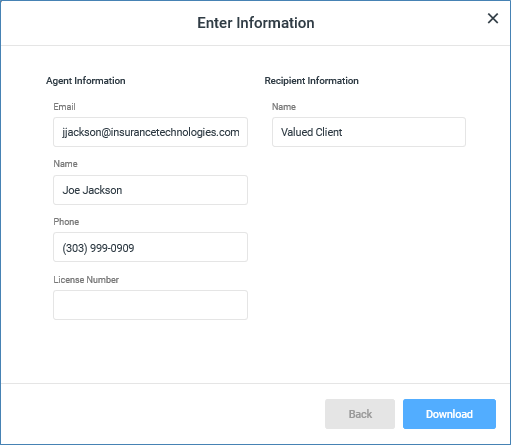 Enter Information
Agent Information
Email
jjackson@insurancetechnologies.com
Name
Joe Jackson
Phone
(303) 999-0909
License Number
Recipient Information
Name
Valued Client
Back
Download